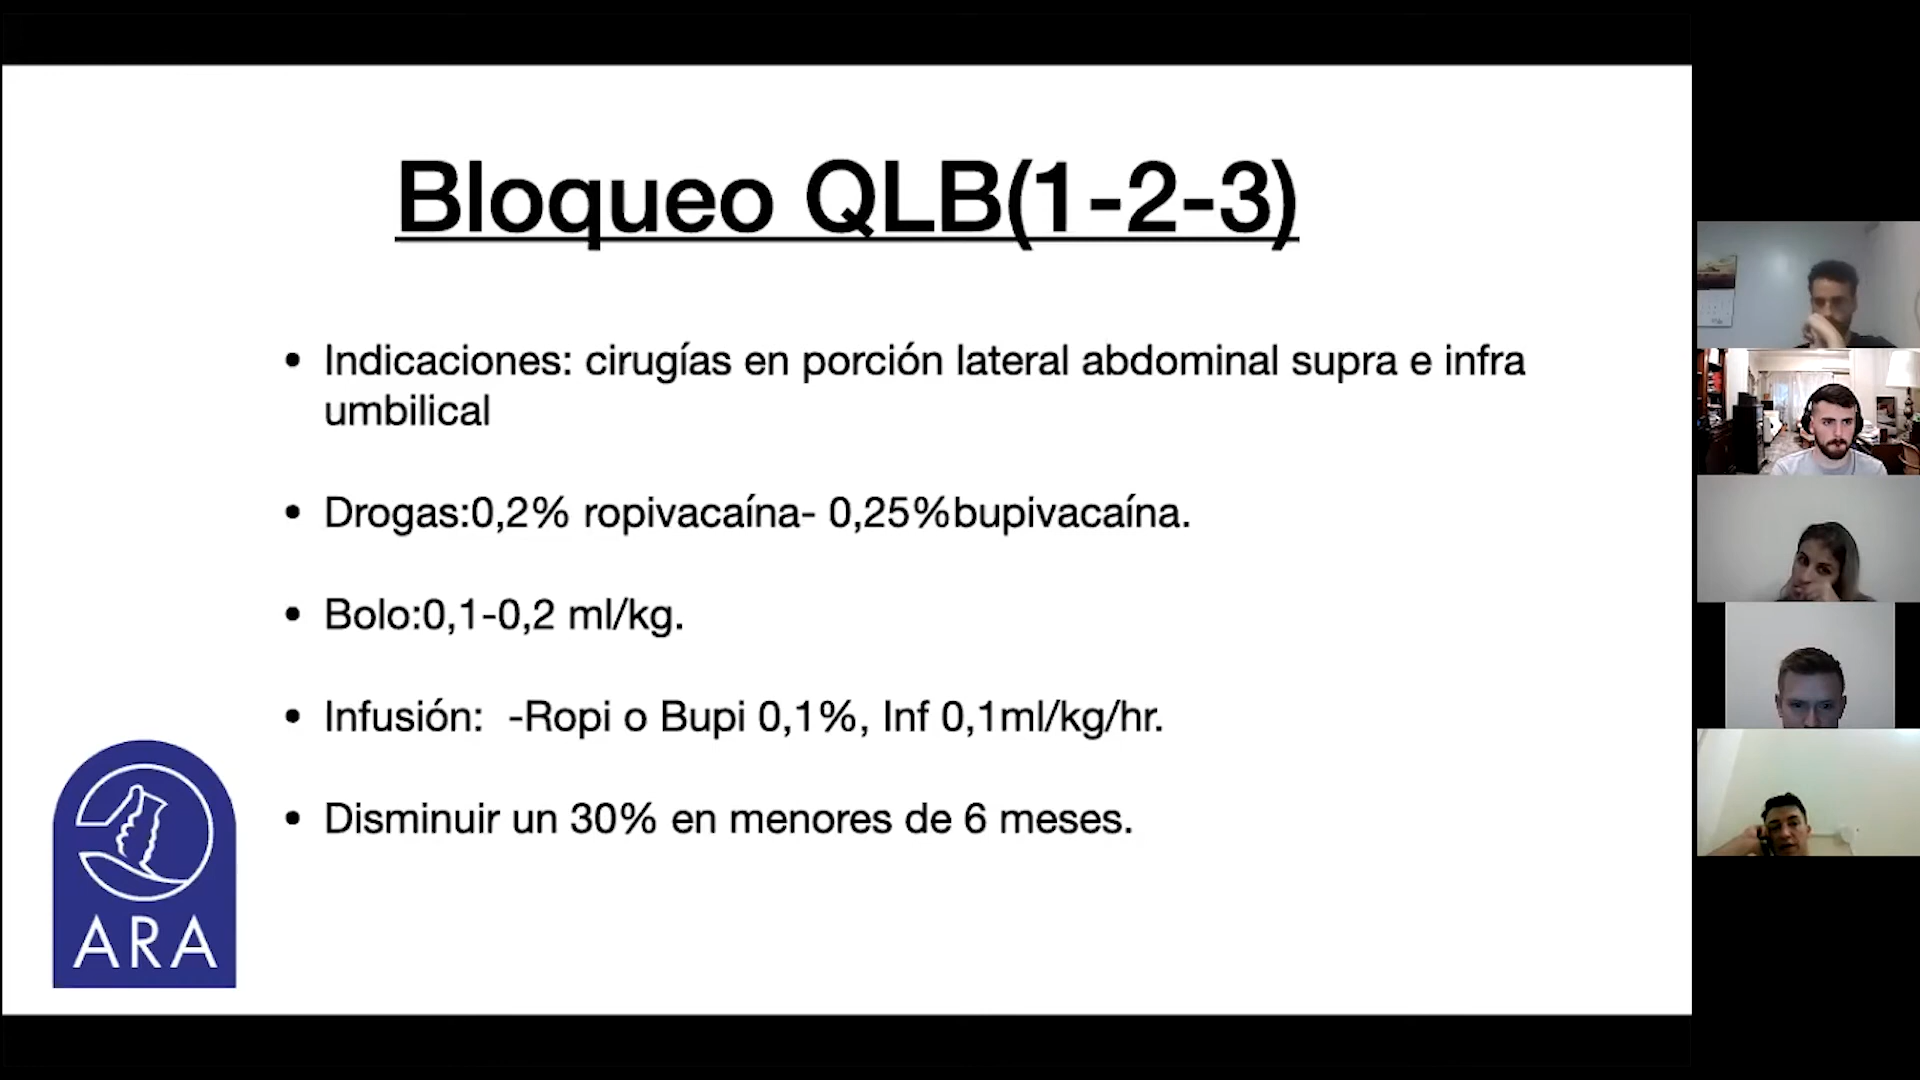 Bloqueo QLB(1-2-3)
• Indicaciones: cirugías en porción lateral abdominal supra e infra
umbilical
• Drogas:0,2% ropivacaína- 0,25%bupivacaína.
• Bolo:0,1-0,2 ml/kg.
• Infusión:  -Ropi o Bupi 0,1%, Inf 0,1ml/kg/hr.
• Disminuir un 30% en menores de 6 meses.
ARA